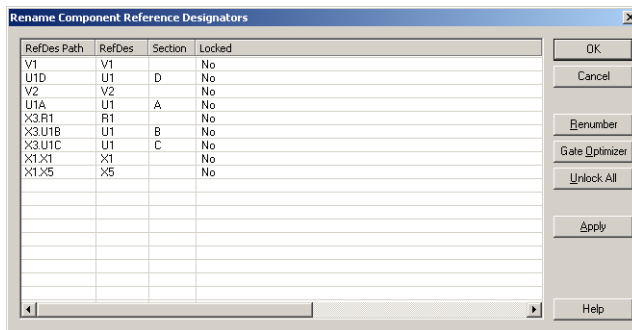 Rename Component Reference Designators
RefDes Path RefDes Section Locked
V1 V1 No
U1D U1 D No
V2 V2 No
U1A U1 A No
X3.R1 R1 No
X3.U1B U1 B No
X3.U1C U1 C No
X1.X1 X1 No
X1.X5 X5 No
OK
Cancel
Renumber
Gate Optimizer
Unlock All
Apply
Help